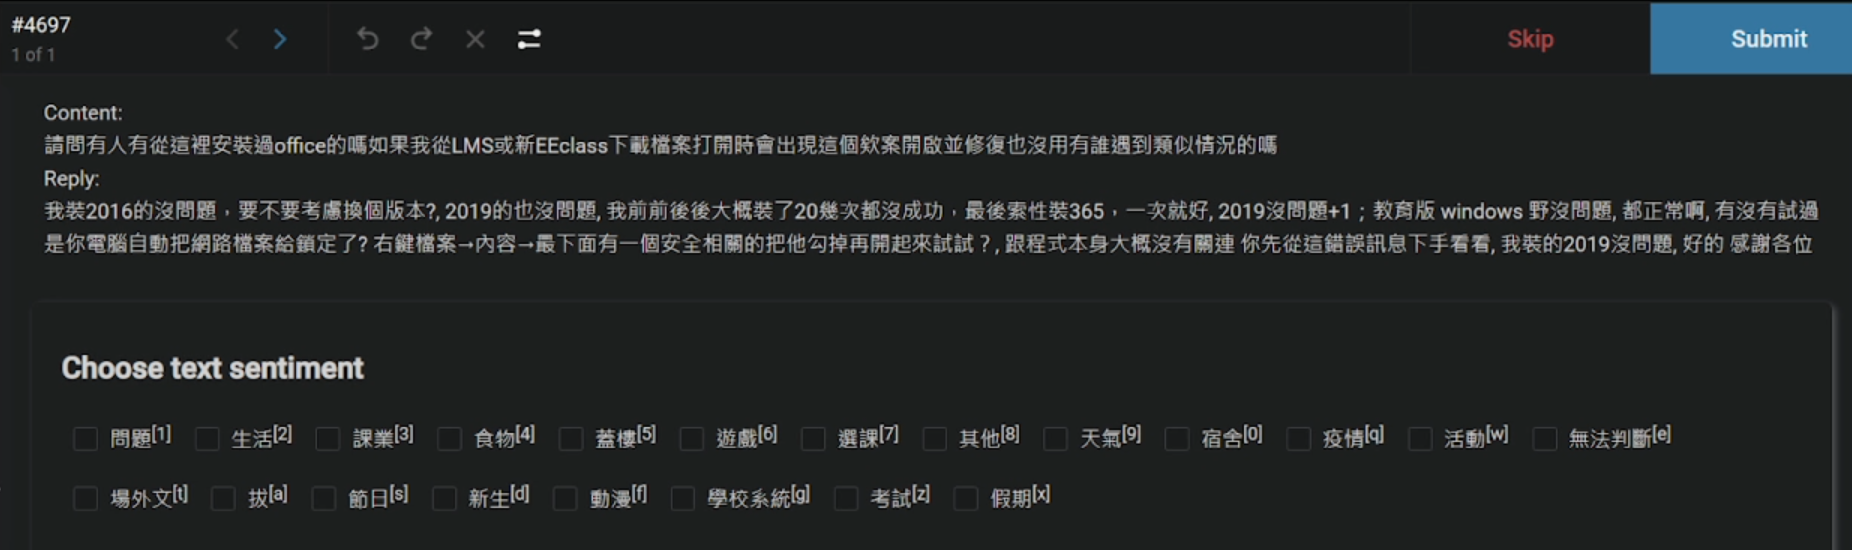 #4697
1 of 1
Skip
Submit
Content:
請問有人有從這裡安裝過office的嗎如果我從LMS或新EEclass下載檔案打開時會出現這個欸案開啟並修復也沒用有誰遇到類似情況的嗎
Reply:
我裝2016的沒問題，要不要考慮換個版本?, 2019的也沒問題, 我前前後後大概裝了20幾次都沒成功，最後索性裝365，一次就好, 2019沒問題+1；教育版 windows 野沒問題, 都正常啊, 有沒有試過
是你電腦自動把網路檔案給鎖定了? 右鍵檔案→內容→最下面有一個安全相關的把他勾掉再開起來試試？, 跟程式本身大概沒有關連 你先從這錯誤訊息下手看看, 我裝的2019沒問題, 好的 感謝各位
Choose text sentiment
問題[1] 生活[2] 課業[3] 食物[4] 蓋樓[5] 遊戲[6] 選課[7] 其他[8] 天氣[9] 宿舍[0] 疫情[q] 活動[w] 無法判斷[e]
場外文[t] 拔[a] 節日[s] 新生[d] 動漫[f] 學校系統[g] 考試[z] 假期[x]